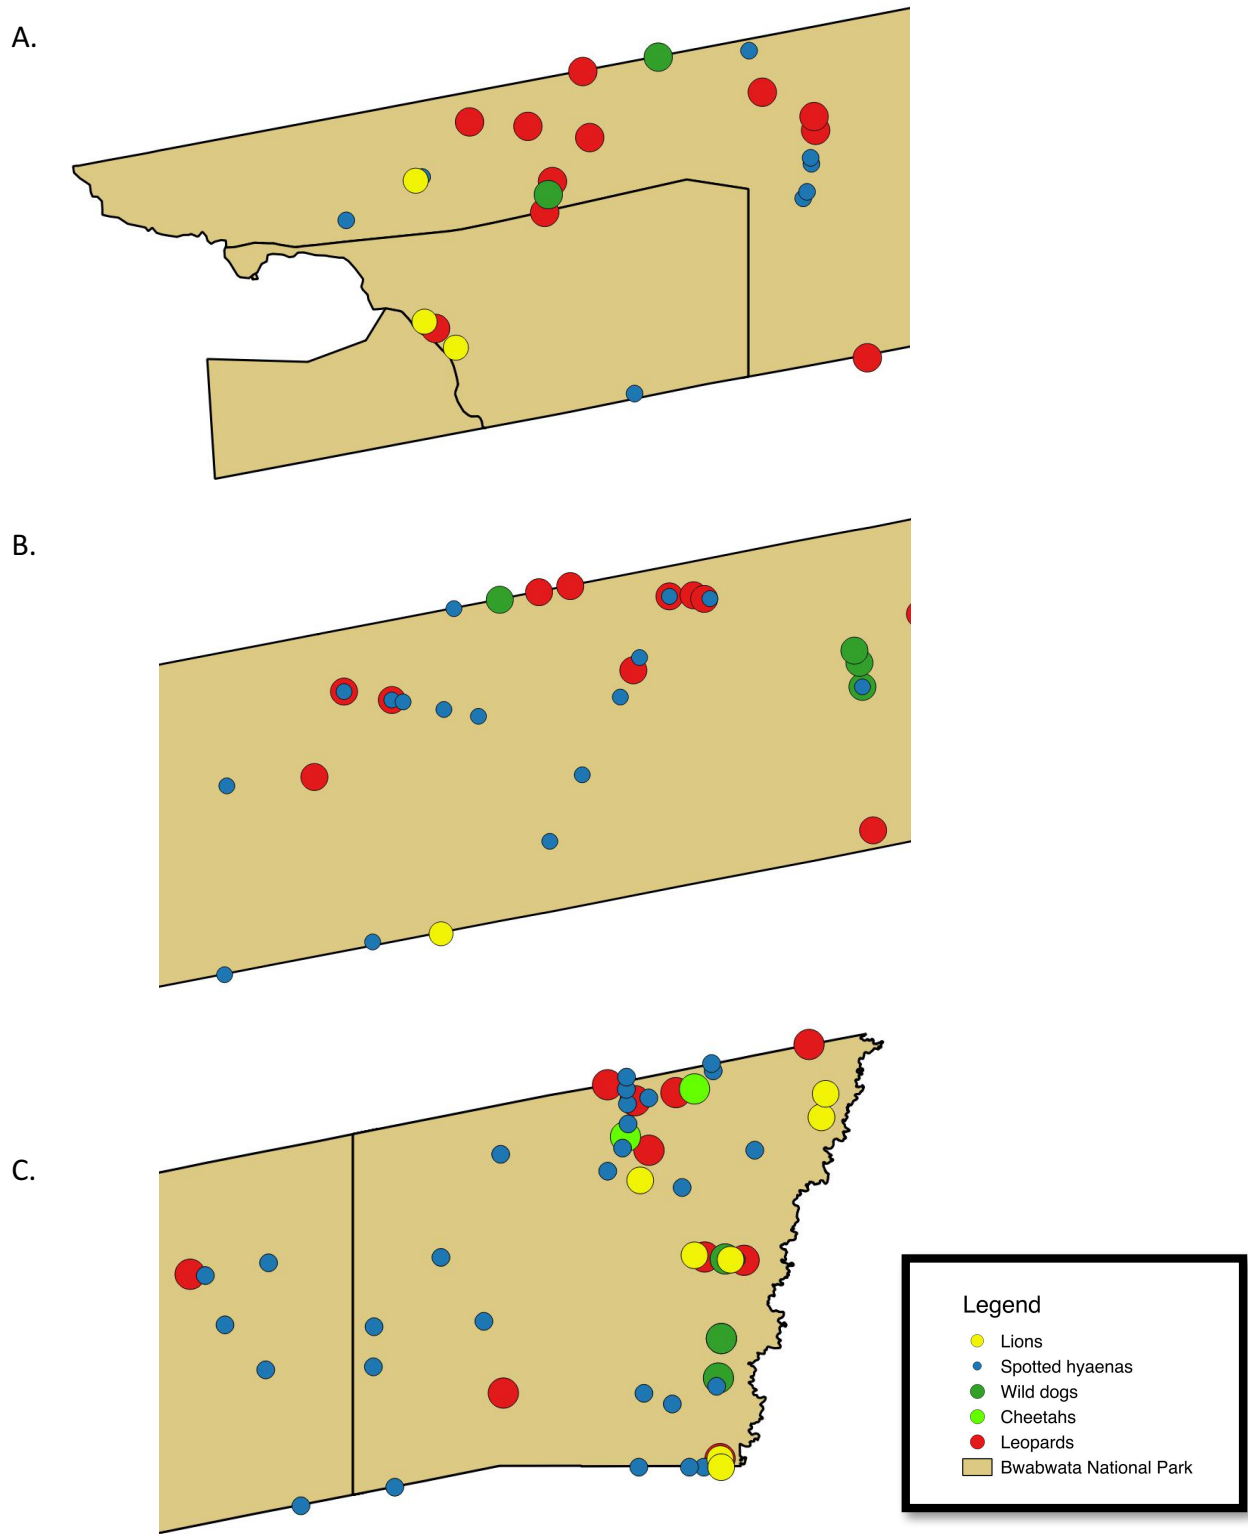 A.
B.
C.
Legend
Lions
Spotted hyaenas
Wild dogs
Cheetahs
Leopards
Bwabwata National Park